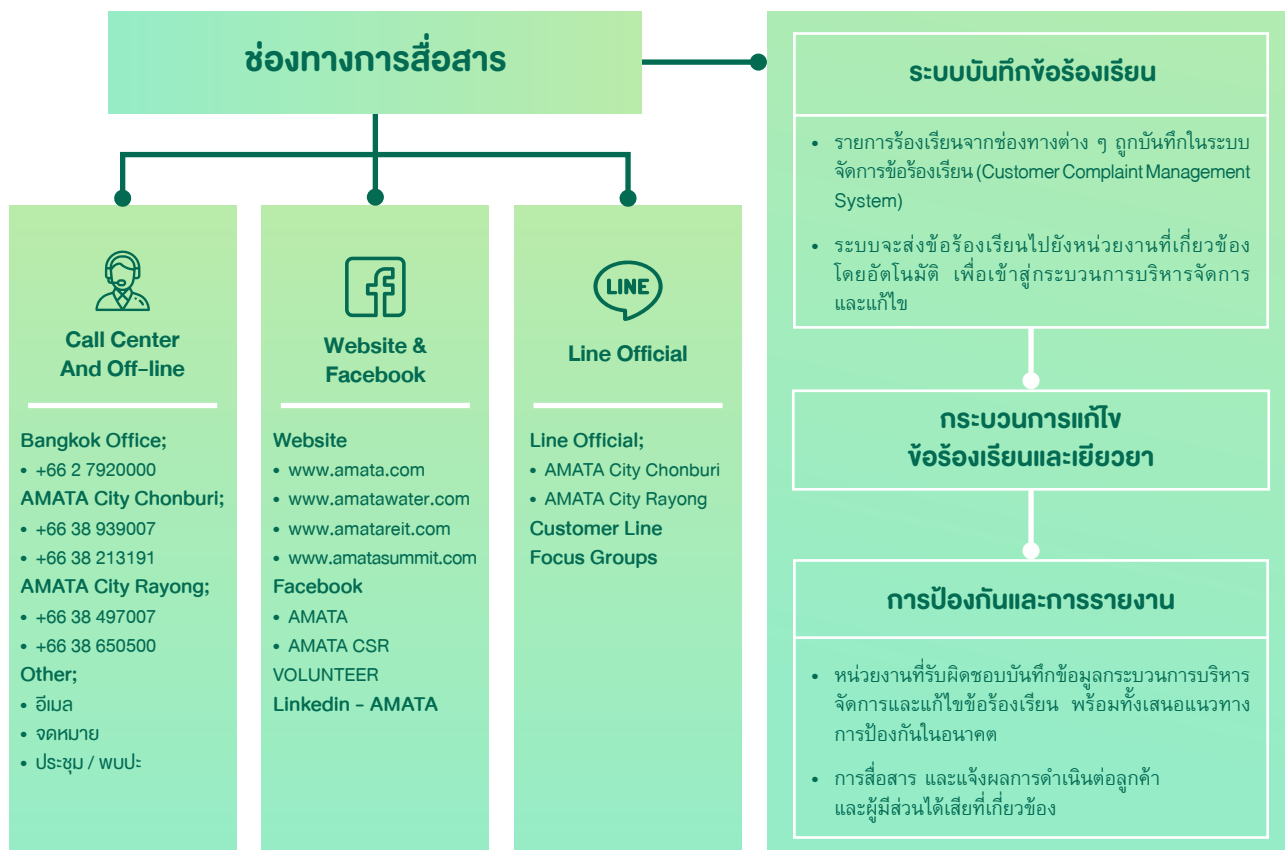 ช่องทางการสื่อสาร
Call Center
And Off-line
Bangkok Office;
• +66 2 7920000
AMATA City Chonburi;
• +66 38 939007
• +66 38 213191
AMATA City Rayong;
• +66 38 497007
• +66 38 650500
Other;
• อีเมล
• จดหมาย
• ประชุม / พบปะ
Website &
Facebook
Website
• www.amata.com
• www.amatawater.com
• www.amatareit.com
• www.amatasummit.com
Facebook
• AMATA
• AMATA CSR
VOLUNTEER
Linkedin - AMATA
LINE
Line Official
Line Official;
• AMATA City Chonburi
• AMATA City Rayong
Customer Line
Focus Groups
ระบบบันทึกข้อร้องเรียน
• รายการร้องเรียนจากช่องทางต่าง ๆ ถูกบันทึกในระบบ
จัดการข้อร้องเรียน (Customer Complaint Management
System)
• ระบบจะส่งข้อร้องเรียนไปยังหน่วยงานที่เกี่ยวข้อง
โดยอัตโนมัติ เพื่อเข้าสู่กระบวนการบริหารจัดการ
และแก้ไข
กระบวนการแก้ไข
ข้อร้องเรียนและเยียวยา
การป้องกันและการรายงาน
• หน่วยงานที่รับผิดชอบบันทึกข้อมูลกระบวนการบริหาร
จัดการและแก้ไขข้อร้องเรียน พร้อมทั้งเสนอแนวทาง
การป้องกันในอนาคต
• การสื่อสาร และแจ้งผลการดำเนินต่อลูกค้า
และผู้มีส่วนได้เสียที่เกี่ยวข้อง